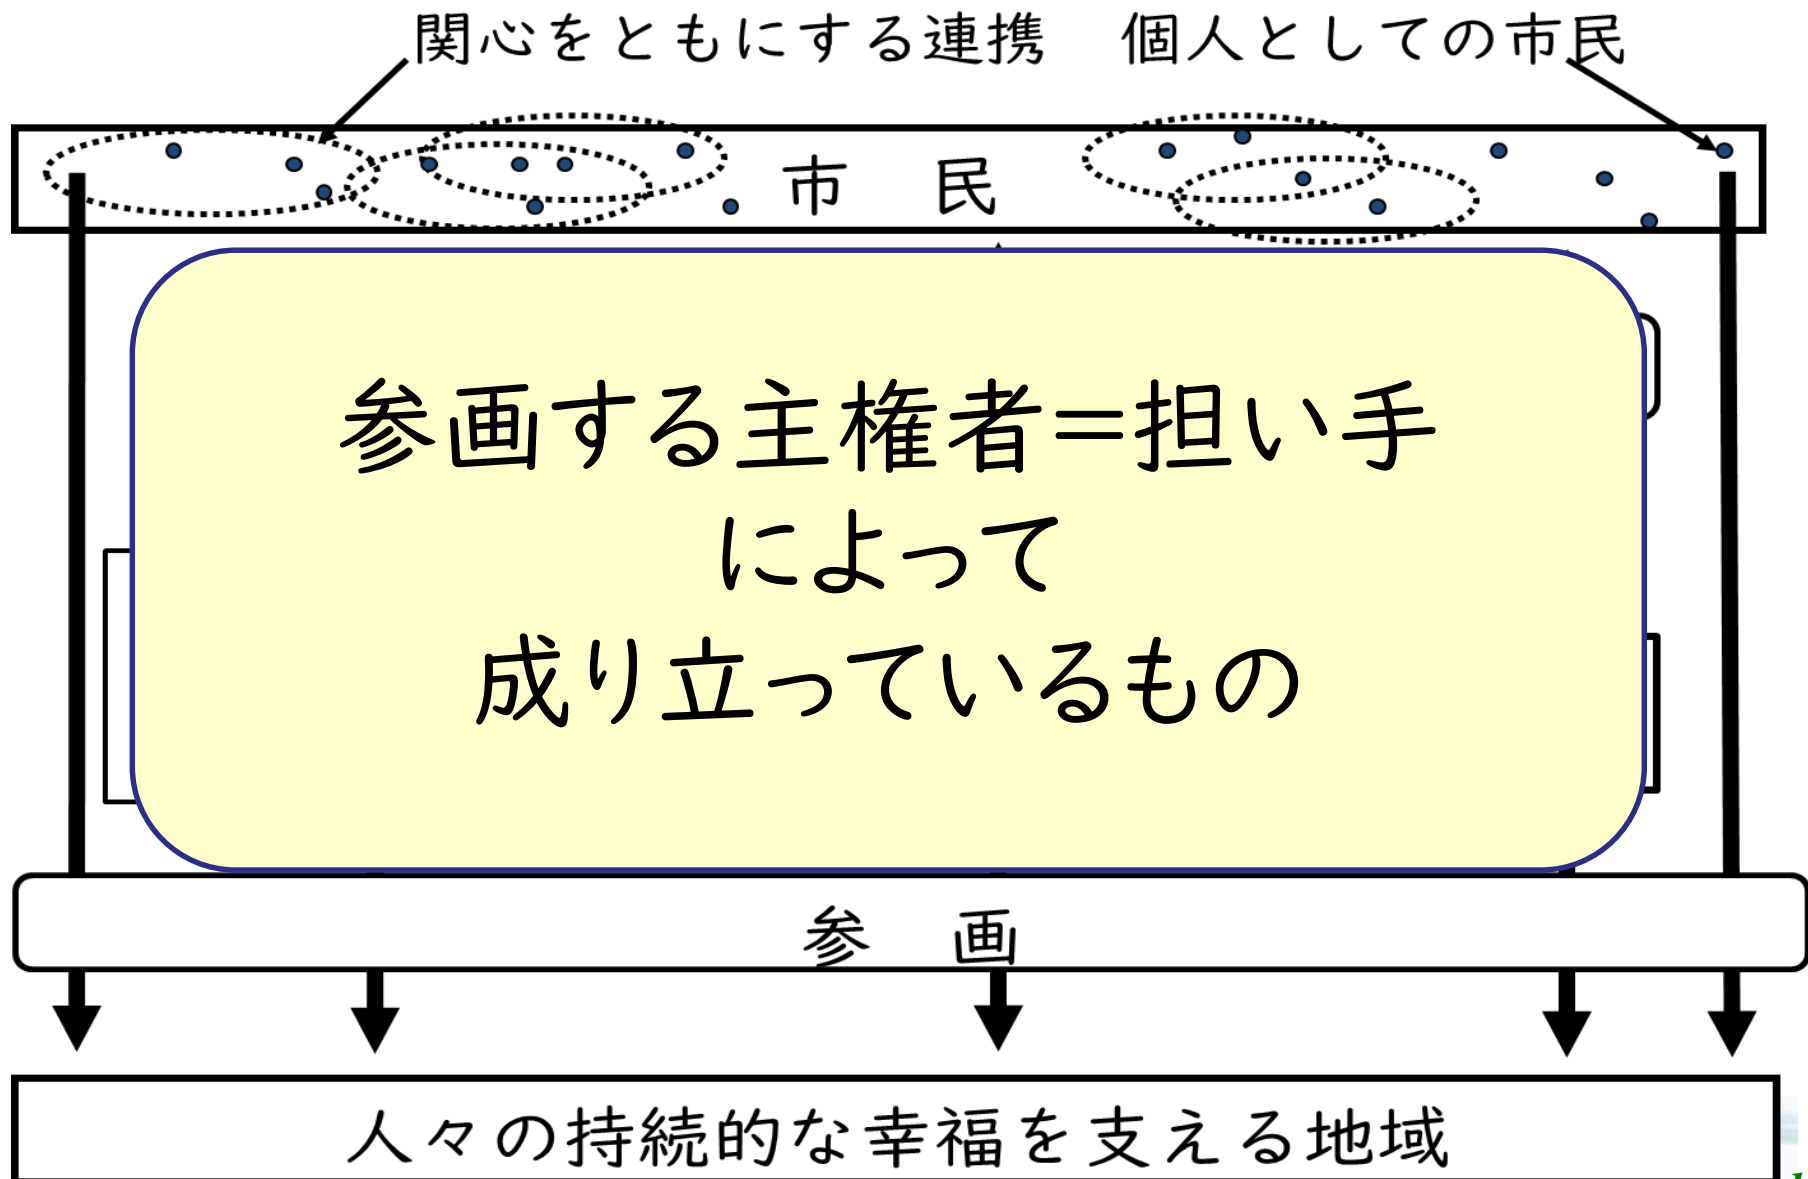 関心をともにする連携　個人としての市民
市　民
参画する主権者＝担い手
によって
成り立っているもの
参　画
人々の持続的な幸福を支える地域